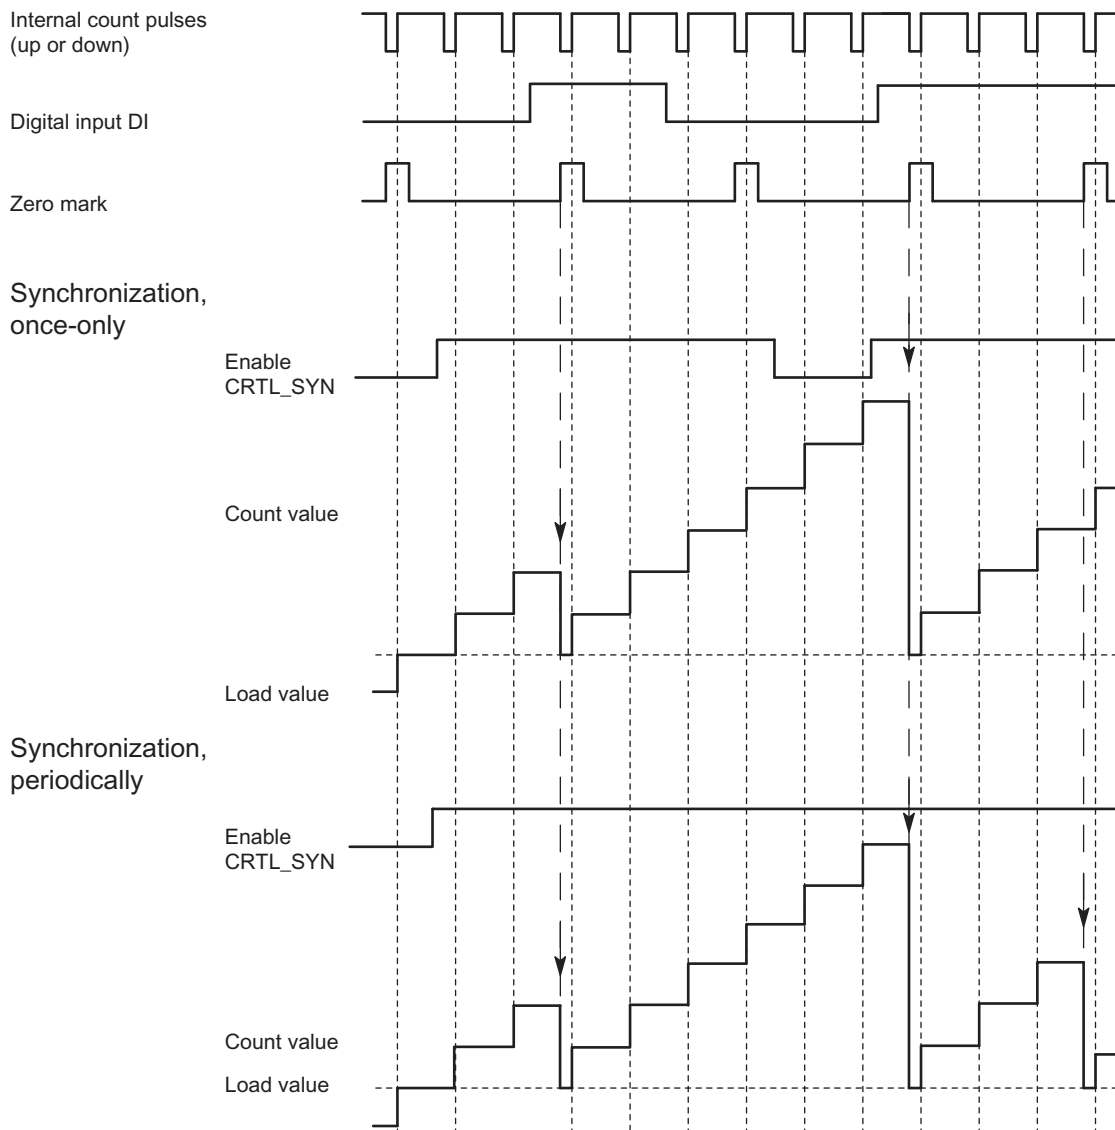 Internal count pulses
(up or down)
Digital input DI
Zero mark
Synchronization,
once-only
Enable
CRTL_SYN
Count value
Load value
Synchronization,
periodically
Enable
CRTL_SYN
Count value
Load value